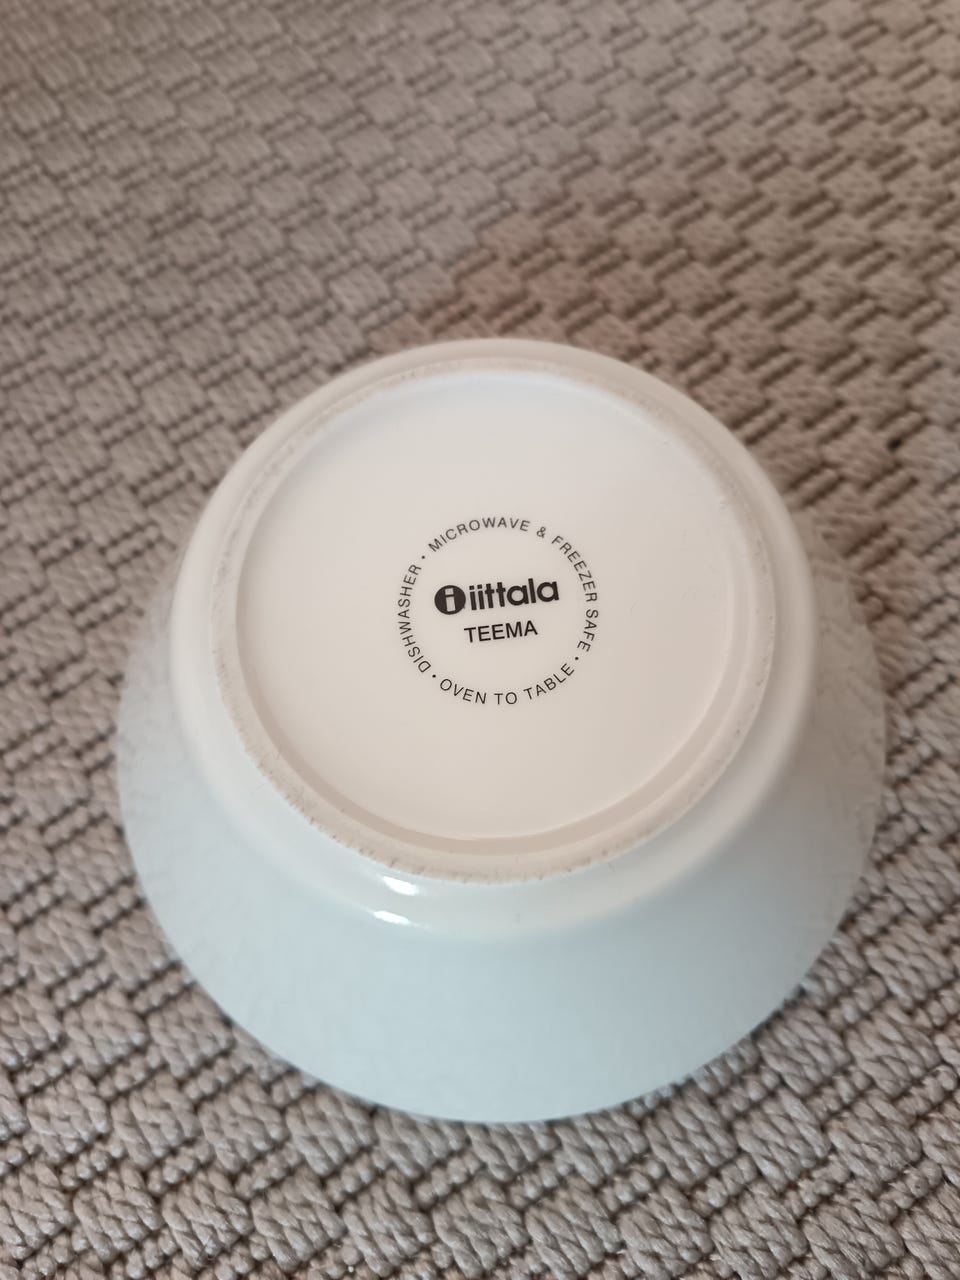 DISHWASHER • MICROWAVE & FREEZER SAFE • OVEN TO TABLE •
iittala
TEEMA